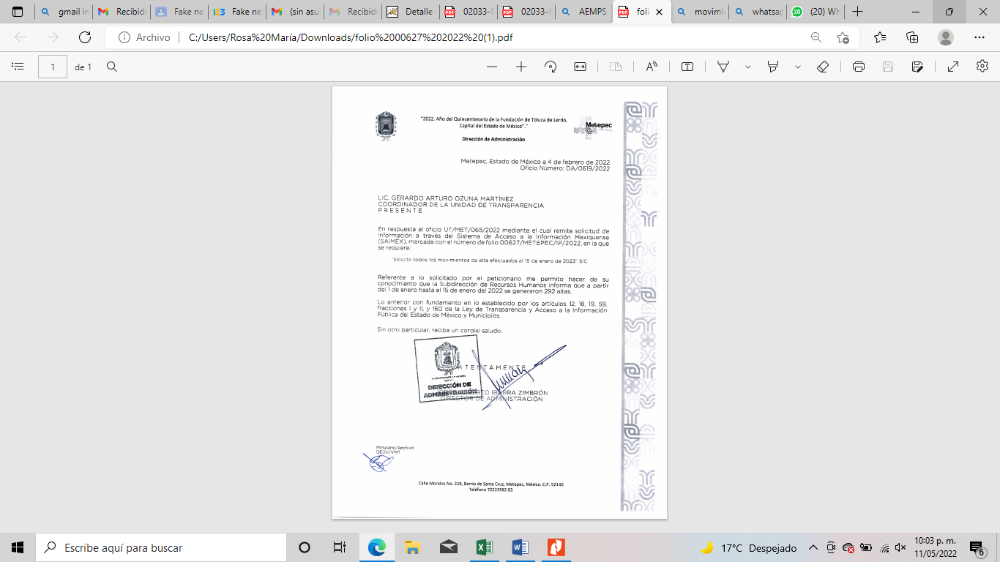 gmail in
Recibido
Fake ne
Fake ne
(sin asu
Recibid
Detalle
02033-
02033-
AEMPS
foli
movimi
whatsap
(20) Wh
Archivo
C:/Users/Rosa%20María/Downloads/folio%2000627%202022%20(1).pdf
1 de 1
"2022. Año del Quincentenario de la Fundación de Toluca de Lerdo,
Capital del Estado de México"."
Metepec
Dirección de Administración
Metepec, Estado de México a 4 de febrero de 2022
Oficio Número: DA/0619/2022
LIC. GERARDO ARTURO OZUNA MARTÍNEZ
COORDINADOR DE LA UNIDAD DE TRANSPARENCIA
P R E S E N T E
En respuesta al oficio UT/MET/065/2022 mediante el cual remite solicitud de
Información a través del Sistema de Acceso a la Información Mexiquense
(SAIMEX), marcada con el número de folio 00627/METEPEC/IP/2022, en la que
se requiere:
"Solicito todos los movimientos de alta efectuados al 15 de enero de 2022" SIC
Referente a lo solicitado por el peticionario me permito hacer de su
conocimiento que la Subdirección de Recursos Humanos informa que a partir
del 1 de enero hasta el 15 de enero del 2022 se generaron 292 altas.
Lo anterior con fundamento en lo establecido por los artículos 12, 18, 19, 59,
fracciones I y II, y 160 de la Ley de Transparencia y Acceso a la Información
Pública del Estado de México y Municipios.
Sin otro particular, reciba un cordial saludo.
A T E N T A M E N T E
DIRECCIÓN DE
ADMINISTRACIÓN
IBARRA ZIMBRÓN
DIRECTOR DE ADMINISTRACIÓN
Minutario/Archivo
DEDV/VMT
Calle Morelos No. 228, Barrio de Santa Cruz, Metepec, México. C.P. 52140
Teléfono 72223582 03
Escribe aquí para buscar
17°C Despejado
10:03 p. m.
11/05/2022
6